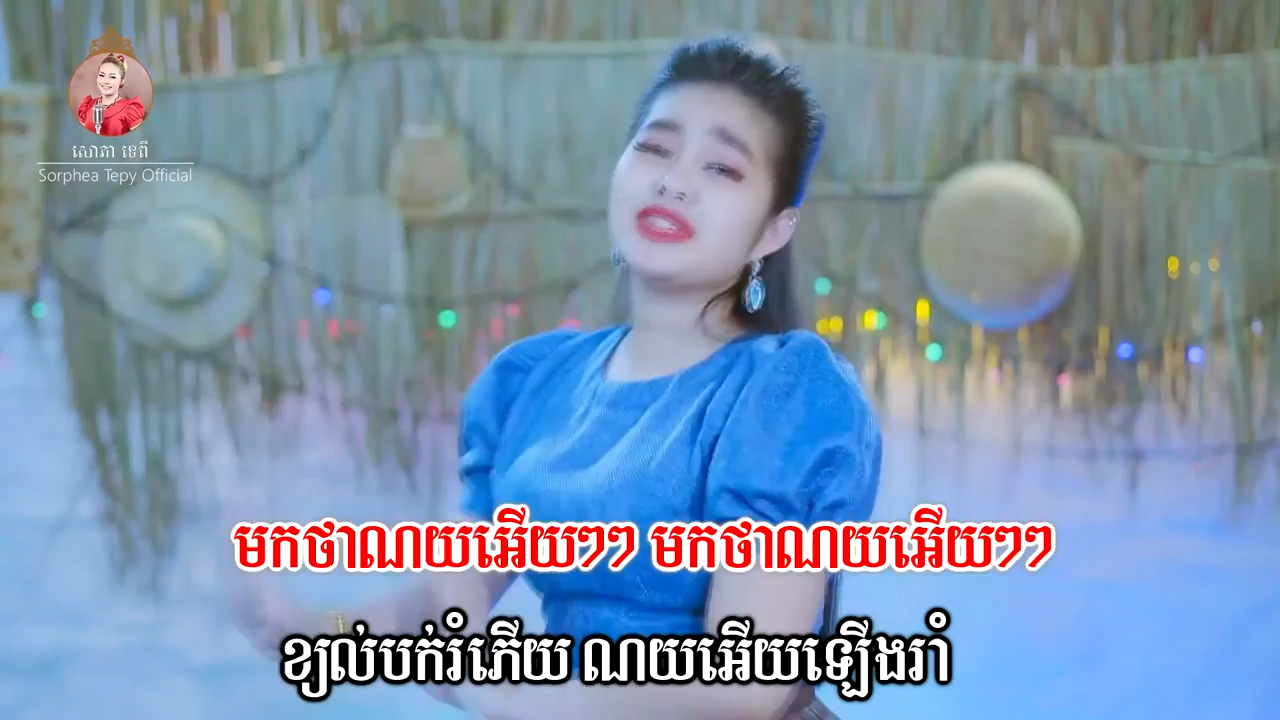 សោភា ទេពី
Sorphea Tepy Official
មកថាណយអើយៗៗ មកថាណយអើយៗៗ
ខ្យល់បក់រំភើយ ណយអើយឡើងរាំ